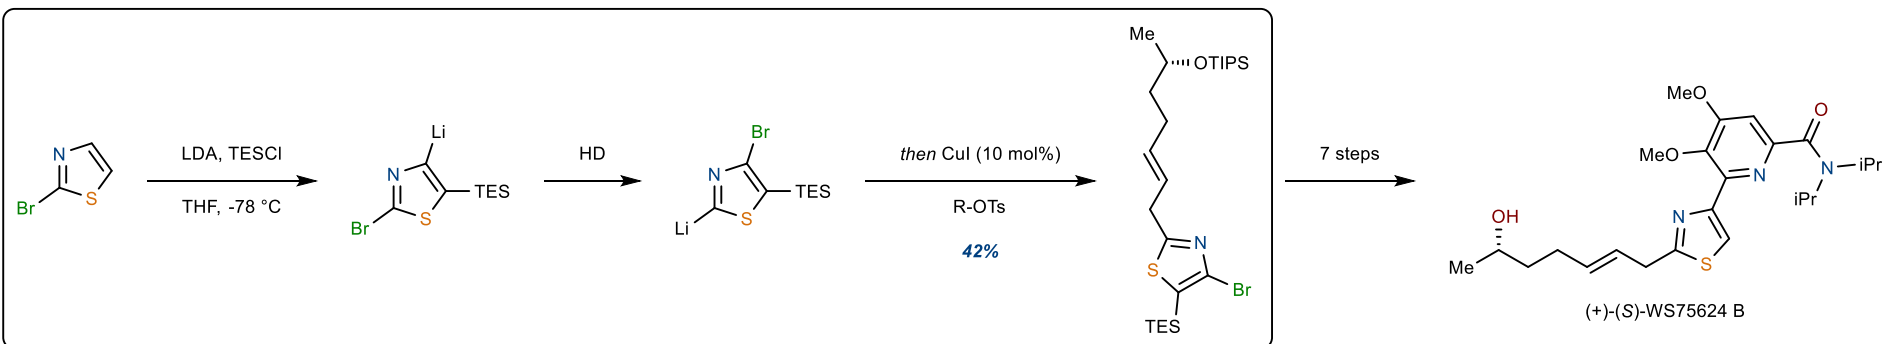 N
S
Br
LDA, TESCl
THF, -78 °C
Li
N
S
TES
Br
HD
Br
N
S
TES
Li
then CuI (10 mol%)
R-OTs
42%
Me
OTIPS
N
S
Br
TES
7 steps
MeO
O
MeO
N
N
iPr
iPr
OH
N
Me
S
(+)-(S)-WS75624 B